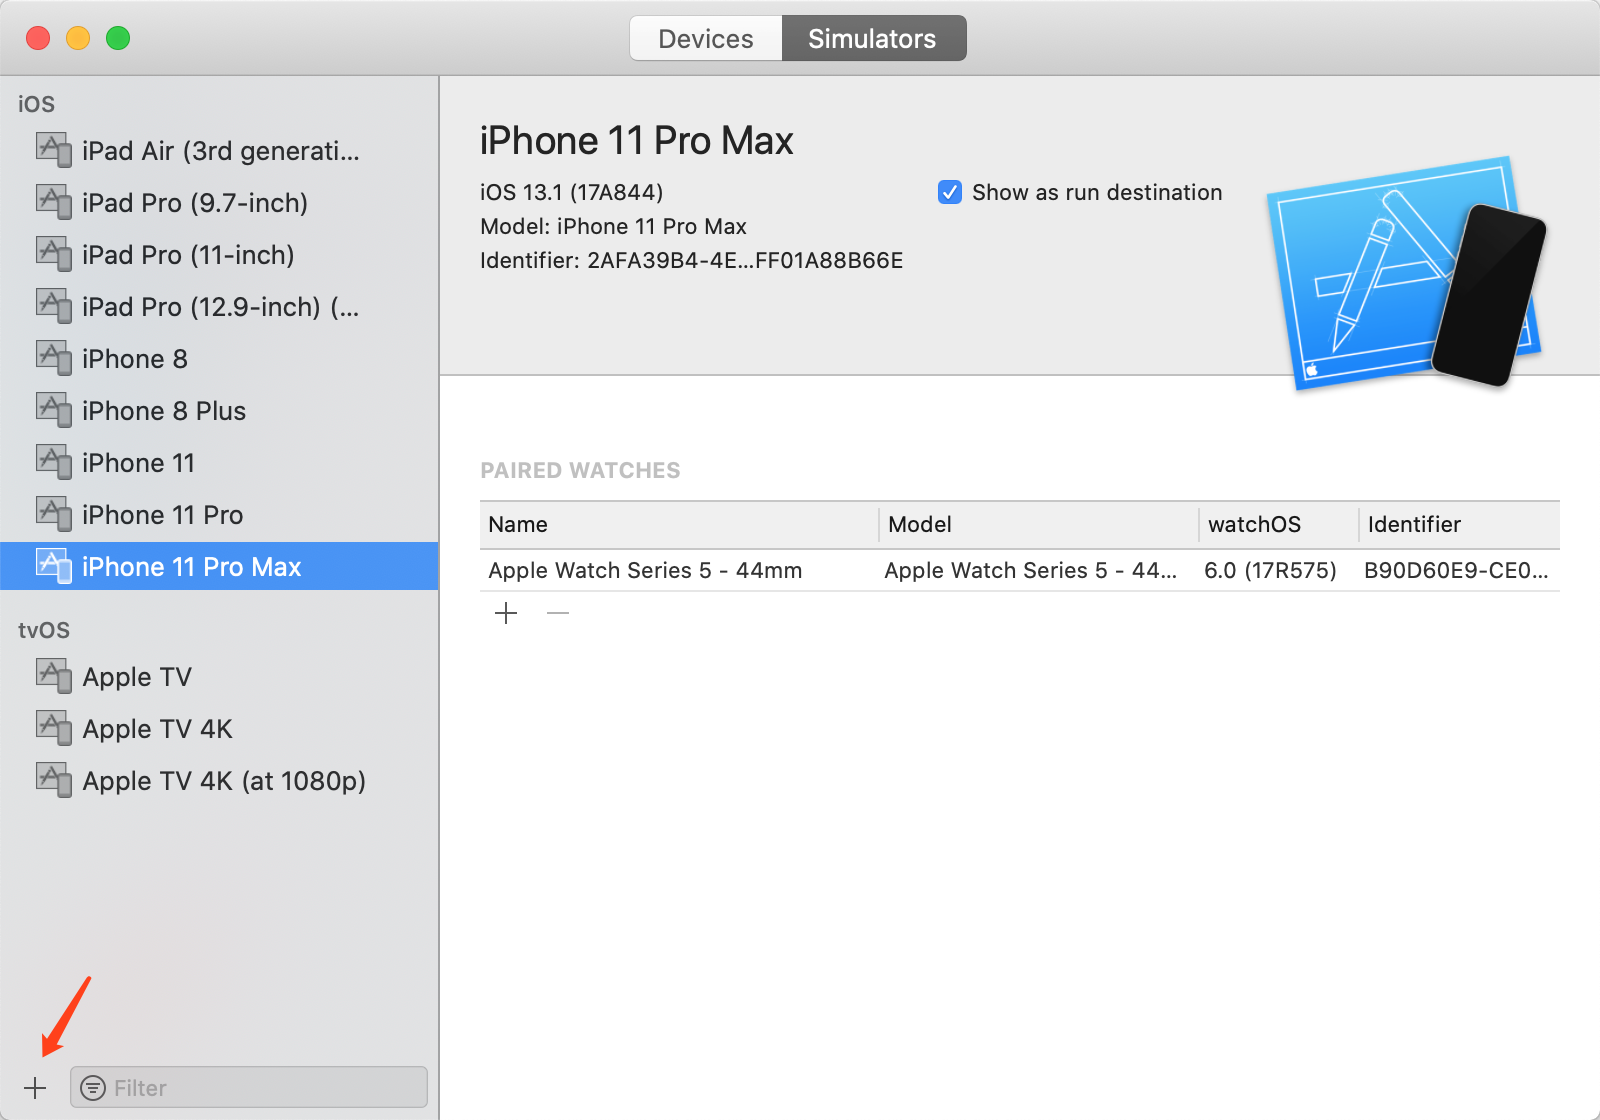 Devices
Simulators
iOS
iPad Air (3rd generati...
iPad Pro (9.7-inch)
iPad Pro (11-inch)
iPad Pro (12.9-inch) (...
iPhone 8
iPhone 8 Plus
iPhone 11
iPhone 11 Pro
iPhone 11 Pro Max
tvOS
Apple TV
Apple TV 4K
Apple TV 4K (at 1080p)
Filter
iPhone 11 Pro Max
iOS 13.1 (17A844)
Model: iPhone 11 Pro Max
Identifier: 2AFA39B4-4E...FF01A88B66E
Show as run destination
PAIRED WATCHES
Name Model watchOS Identifier
Apple Watch Series 5 - 44mm Apple Watch Series 5 - 44... 6.0 (17R575) B90D60E9-CE0...